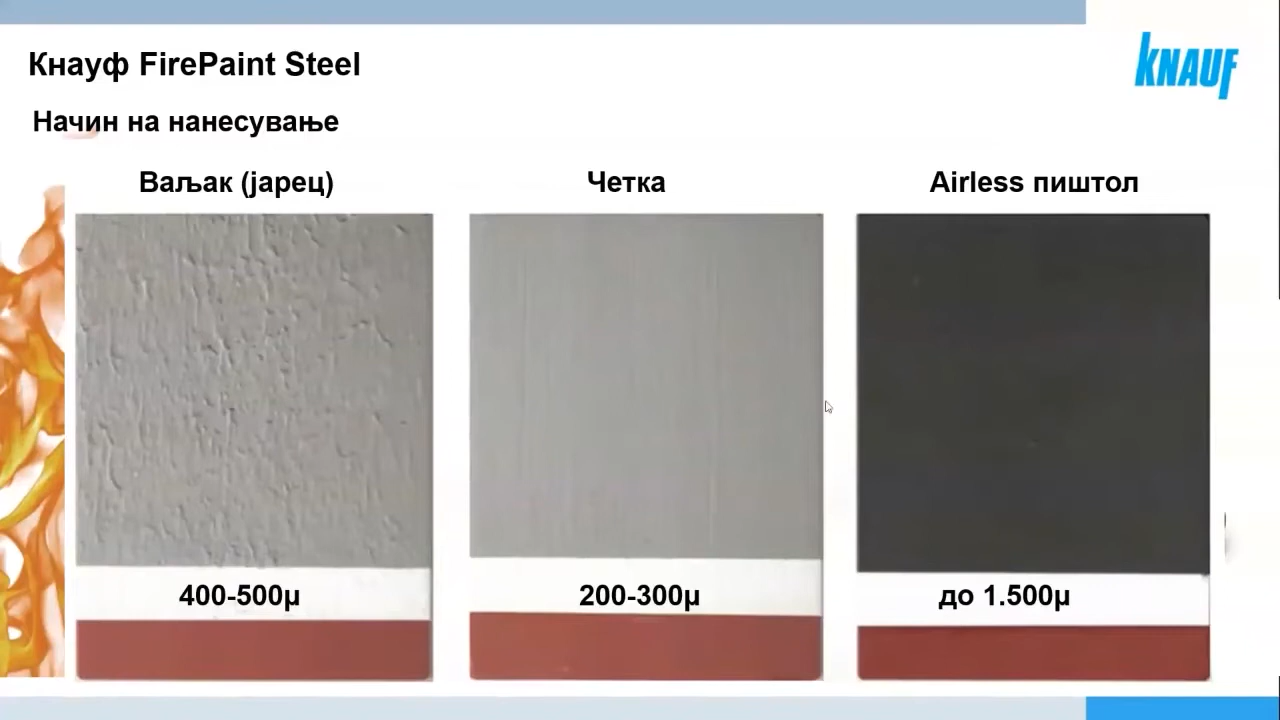 Кнауф FirePaint Steel
KNAUF
Начин на нанесување
Ваљак (јарец)
Четка
Airless пиштол
400-500µ
200-300µ
до 1.500µ